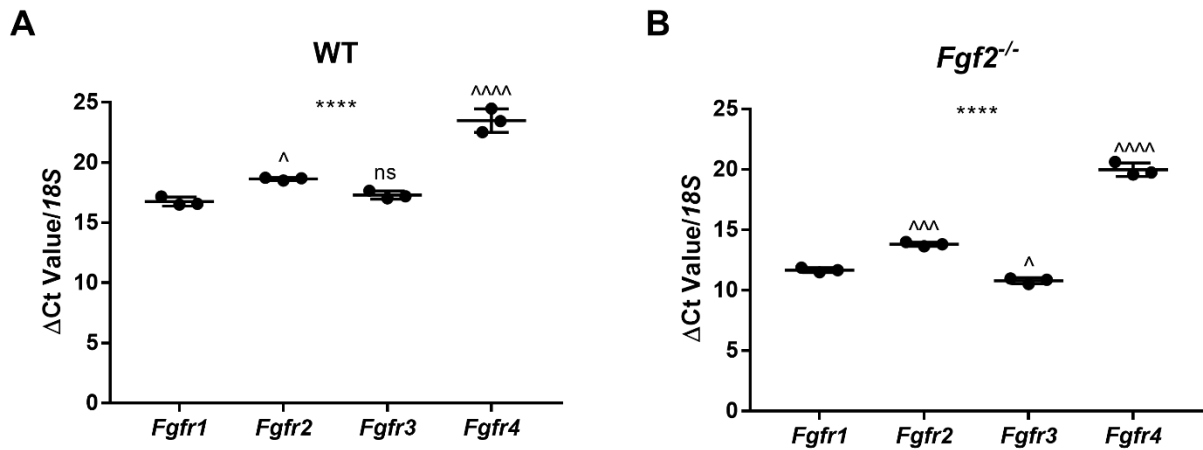 A
WT
ΔCt Value/18S
25
20
15
10
5
0
****
^
ns
^^^^
Fgfr1 Fgfr2 Fgfr3 Fgfr4
B
Fgf2-/-
ΔCt Value/18S
25
20
15
10
5
0
****
^^^
^
^^^^
Fgfr1 Fgfr2 Fgfr3 Fgfr4